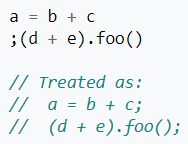 a = b + c
;(d + e).foo()

// Treated as:
//  a = b + c;
//  (d + e).foo();